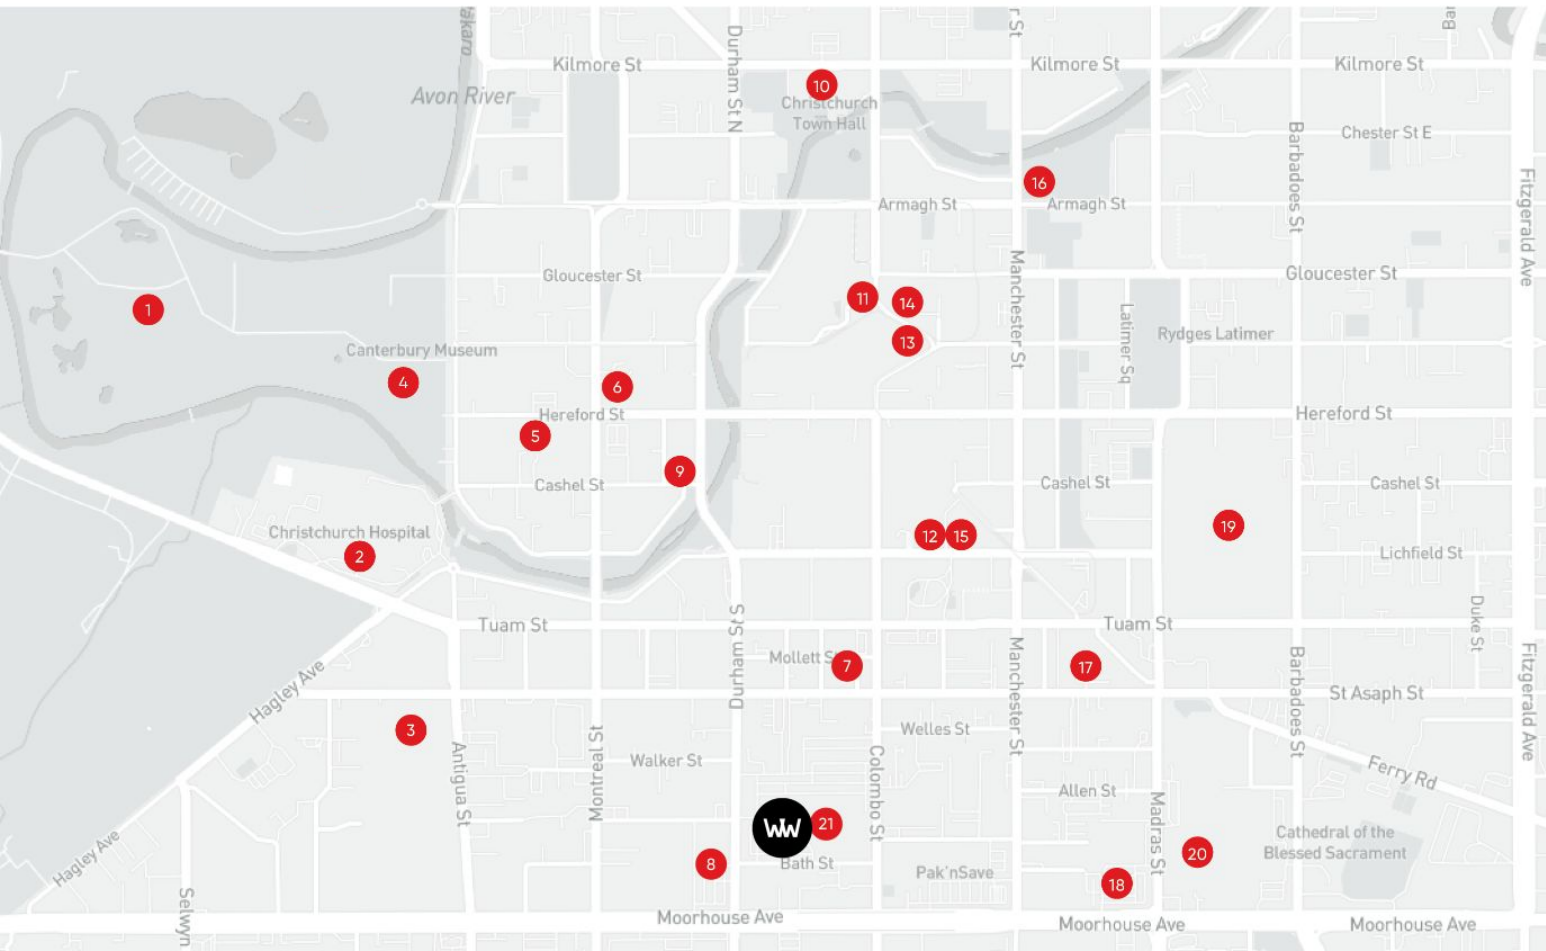 akaro
r St
Ban
Durham St N
Kilmore St
Kilmore St
Kilmore St
10
Avon River
Christchurch
Town Hall
Chester St E
Barbadoes St
16
Fitzgerald Ave
Armagh St
Armagh St
Gloucester St
Manchester St
Gloucester St
1
11
14
Latimer Sq
Rydges Latimer
13
Canterbury Museum
4
6
Hereford St
Hereford St
5
9
Cashel St
Cashel St
Cashel St
19
Christchurch Hospital
12
15
2
Lichfield St
Tuam St
Durham St S
Tuam St
Duke St
Mollett St
7
17
Manchester St
Barbadoes St
Fitzgerald Ave
Hagley Ave
St Asaph St
3
Welles St
Antigua St
Montreal St
Walker St
Colombo St
Ferry Rd
Allen St
Madras St
WW
21
Cathedral of the
Blessed Sacrament
Hagley Ave
8
Bath St
20
Pak'nSave
18
Selwyn
Moorhouse Ave
Moorhouse Ave
Moorhouse Ave